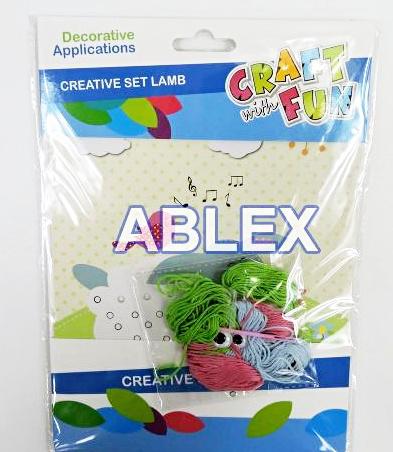 Decorative
Applications
CREATIVE SET LAMB
CRAFT
with FUN
ABLEX
CREATIVE